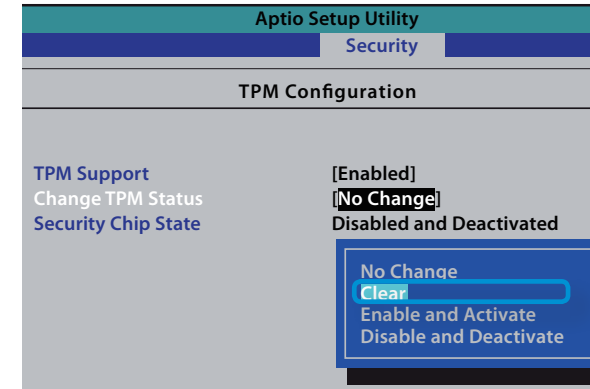 Aptio Setup Utility
Security
TPM Configuration
TPM Support [Enabled]
Change TPM Status [No Change]
Security Chip State Disabled and Deactivated
No Change
Clear
Enable and Activate
Disable and Deactivate